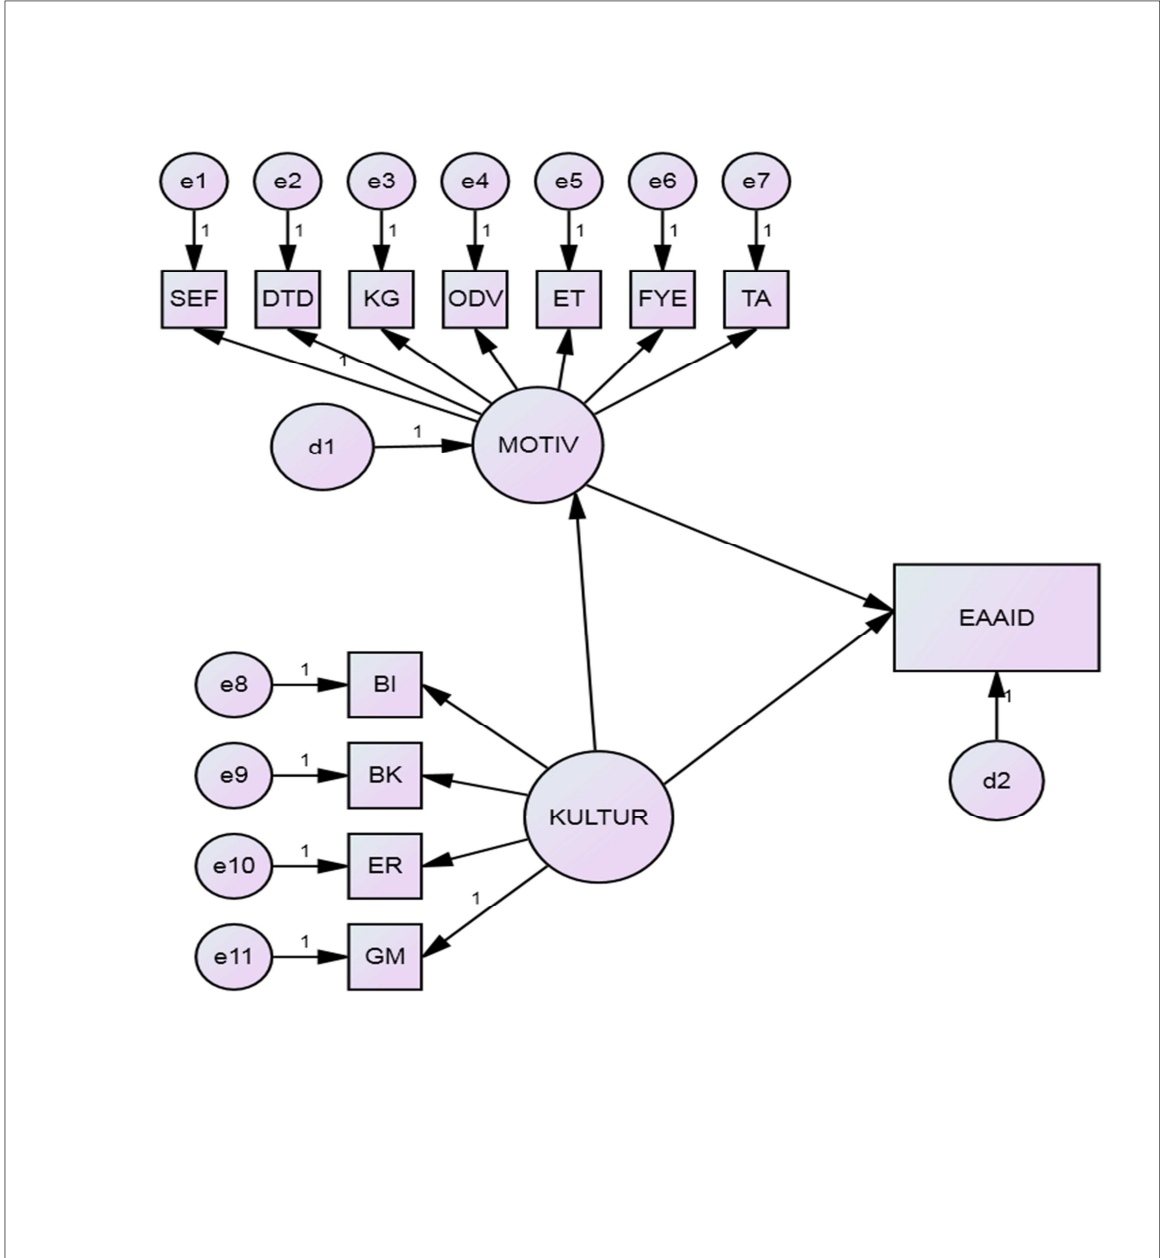 e1 e2 e3 e4 e5 e6 e7
1 1 1 1 1 1 1
SEF DTD KG ODV ET FYE TA
1
d1 1 MOTIV
EAAID
1
d2
e8 1 BI
e9 1 BK
KULTUR
e10 1 ER
1
e11 1 GM